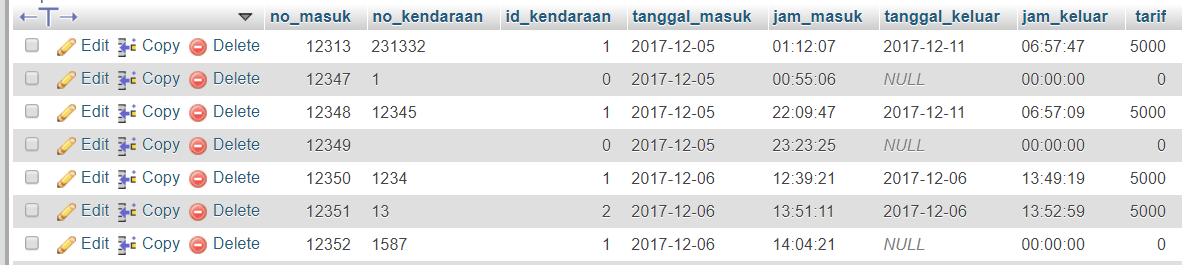 no_masuk no_kendaraan id_kendaraan tanggal_masuk jam_masuk tanggal_keluar jam_keluar tarif
Edit Copy Delete 12313 231332 1 2017-12-05 01:12:07 2017-12-11 06:57:47 5000
Edit Copy Delete 12347 1 0 2017-12-05 00:55:06 NULL 00:00:00 0
Edit Copy Delete 12348 12345 1 2017-12-05 22:09:47 2017-12-11 06:57:09 5000
Edit Copy Delete 12349 0 2017-12-05 23:23:25 NULL 00:00:00 0
Edit Copy Delete 12350 1234 1 2017-12-06 12:39:21 2017-12-06 13:49:19 5000
Edit Copy Delete 12351 13 2 2017-12-06 13:51:11 2017-12-06 13:52:59 5000
Edit Copy Delete 12352 1587 1 2017-12-06 14:04:21 NULL 00:00:00 0